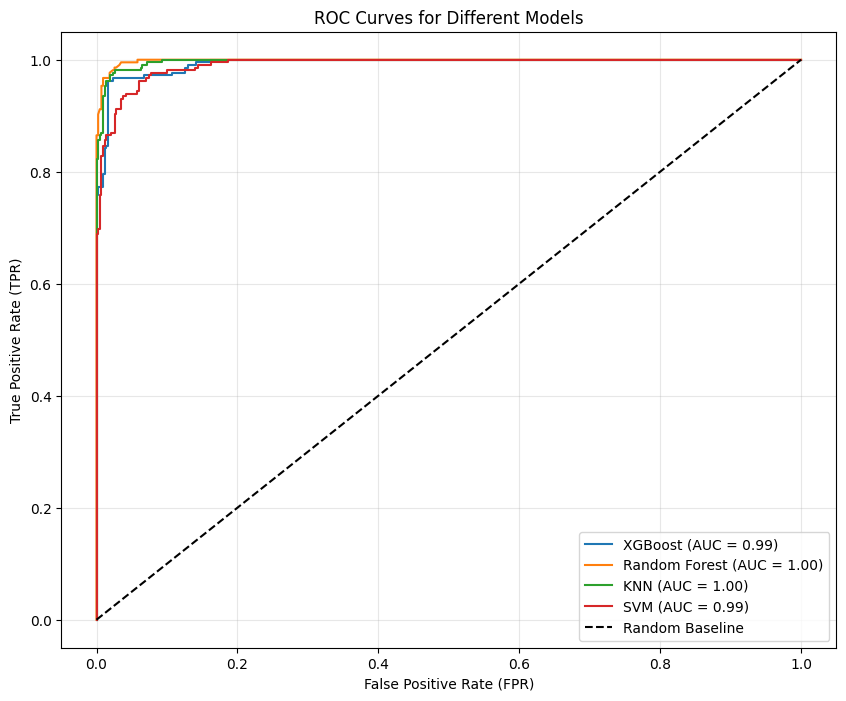 ROC Curves for Different Models
True Positive Rate (TPR)
1.0
0.8
0.6
0.4
0.2
0.0
0.0 0.2 0.4 0.6 0.8 1.0
False Positive Rate (FPR)
XGBoost (AUC = 0.99)
Random Forest (AUC = 1.00)
KNN (AUC = 1.00)
SVM (AUC = 0.99)
Random Baseline